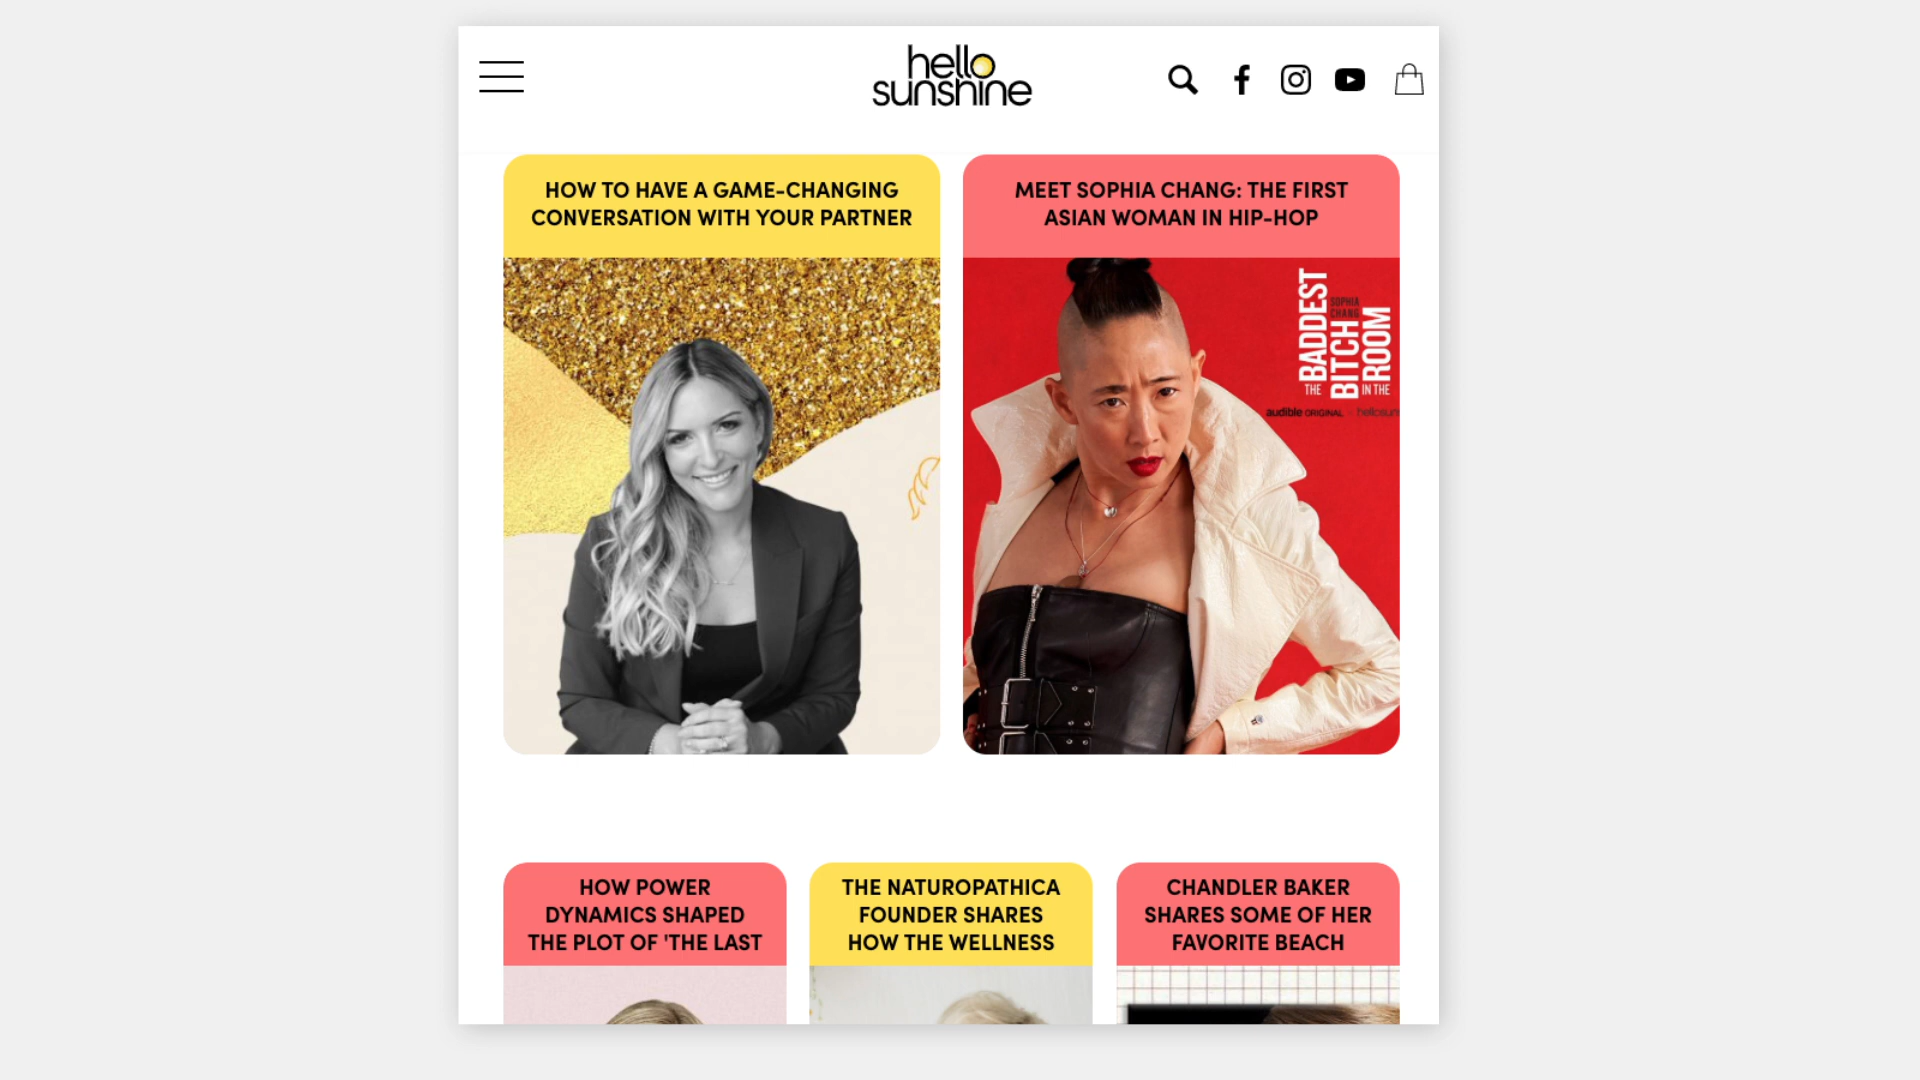 hello
sunshine
HOW TO HAVE A GAME-CHANGING
CONVERSATION WITH YOUR PARTNER
MEET SOPHIA CHANG: THE FIRST
ASIAN WOMAN IN HIP-HOP
THE BADDEST
SOPHIA
CHANG
BITCH
IN THE ROOM
audible ORIGINAL × hellosun
HOW POWER
DYNAMICS SHAPED
THE PLOT OF 'THE LAST
THE NATUROPATHICA
FOUNDER SHARES
HOW THE WELLNESS
CHANDLER BAKER
SHARES SOME OF HER
FAVORITE BEACH